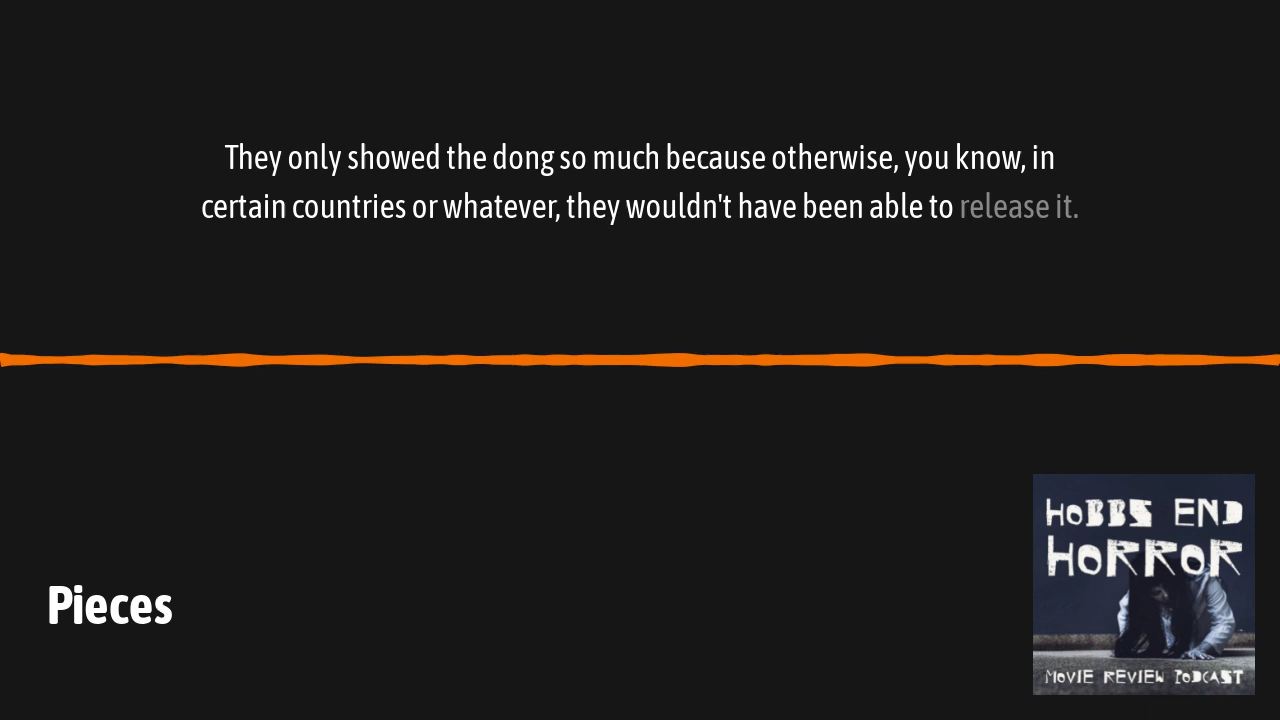 They only showed the dong so much because otherwise, you know, in
certain countries or whatever, they wouldn't have been able to release it.
Pieces
HoBBS END
HoRRoR
MoVIE REVIEW PoDCAST